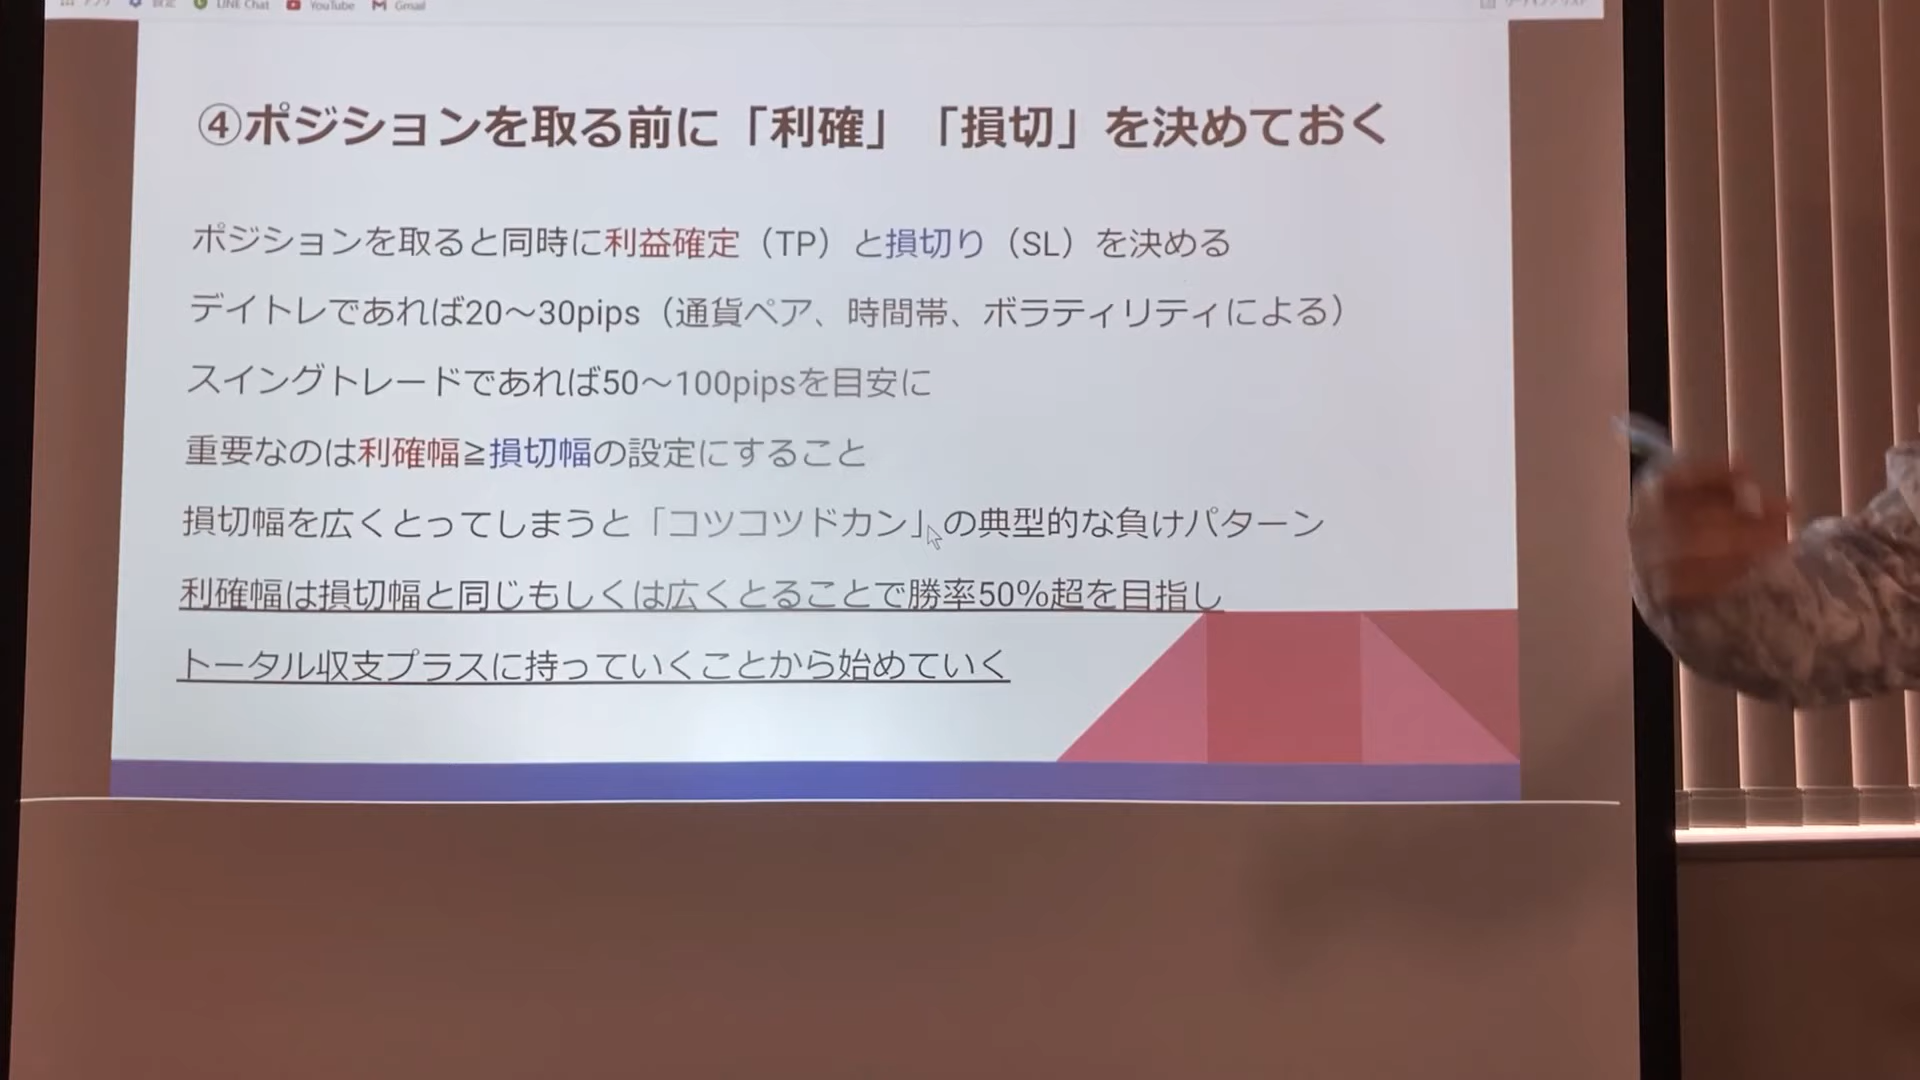 LINE Chat YouTube Gmail
④ポジションを取る前に「利確」「損切」を決めておく
ポジションを取ると同時に利益確定（TP）と損切り（SL）を決める
デイトレであれば20～30pips（通貨ペア、時間帯、ボラティリティによる）
スイングトレードであれば50～100pipsを目安に
重要なのは利確幅≧損切幅の設定にすること
損切幅を広くとってしまうと「コツコツドカン」の典型的な負けパターン
利確幅は損切幅と同じもしくは広くとることで勝率50％超を目指し
トータル収支プラスに持っていくことから始めていく